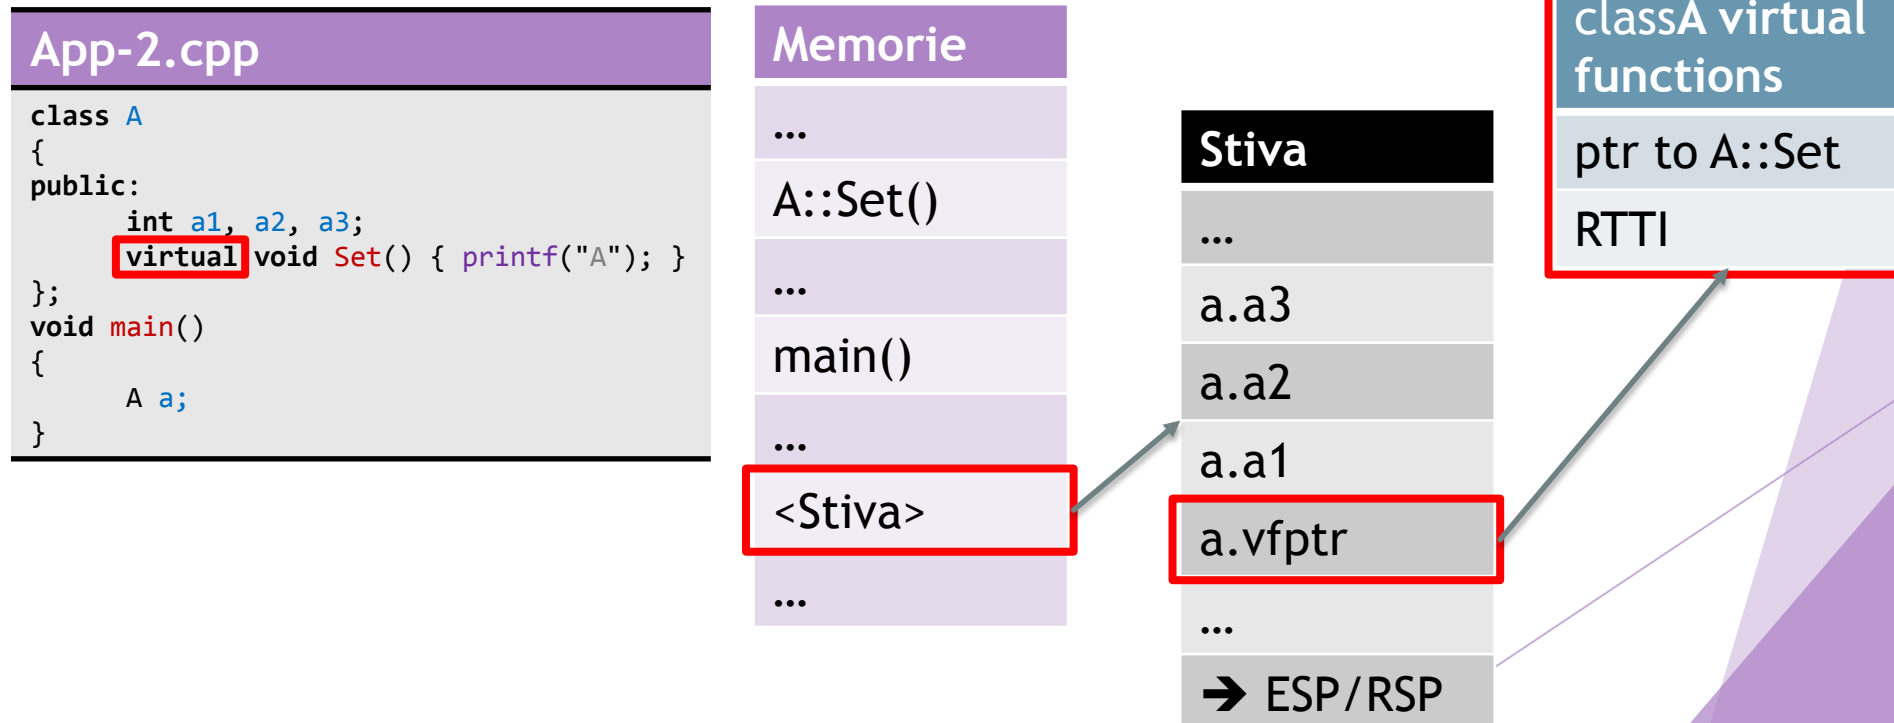 App-2.cpp
class A
{
public:
int a1, a2, a3;
virtual void Set() { printf("A"); }
};
void main()
{
A a;
}
Memorie
…
A::Set()
…
main()
…
<Stiva>
…
Stiva
…
a.a3
a.a2
a.a1
a.vfptr
…
➔ ESP/RSP
classA virtual
functions
ptr to A::Set
RTTI